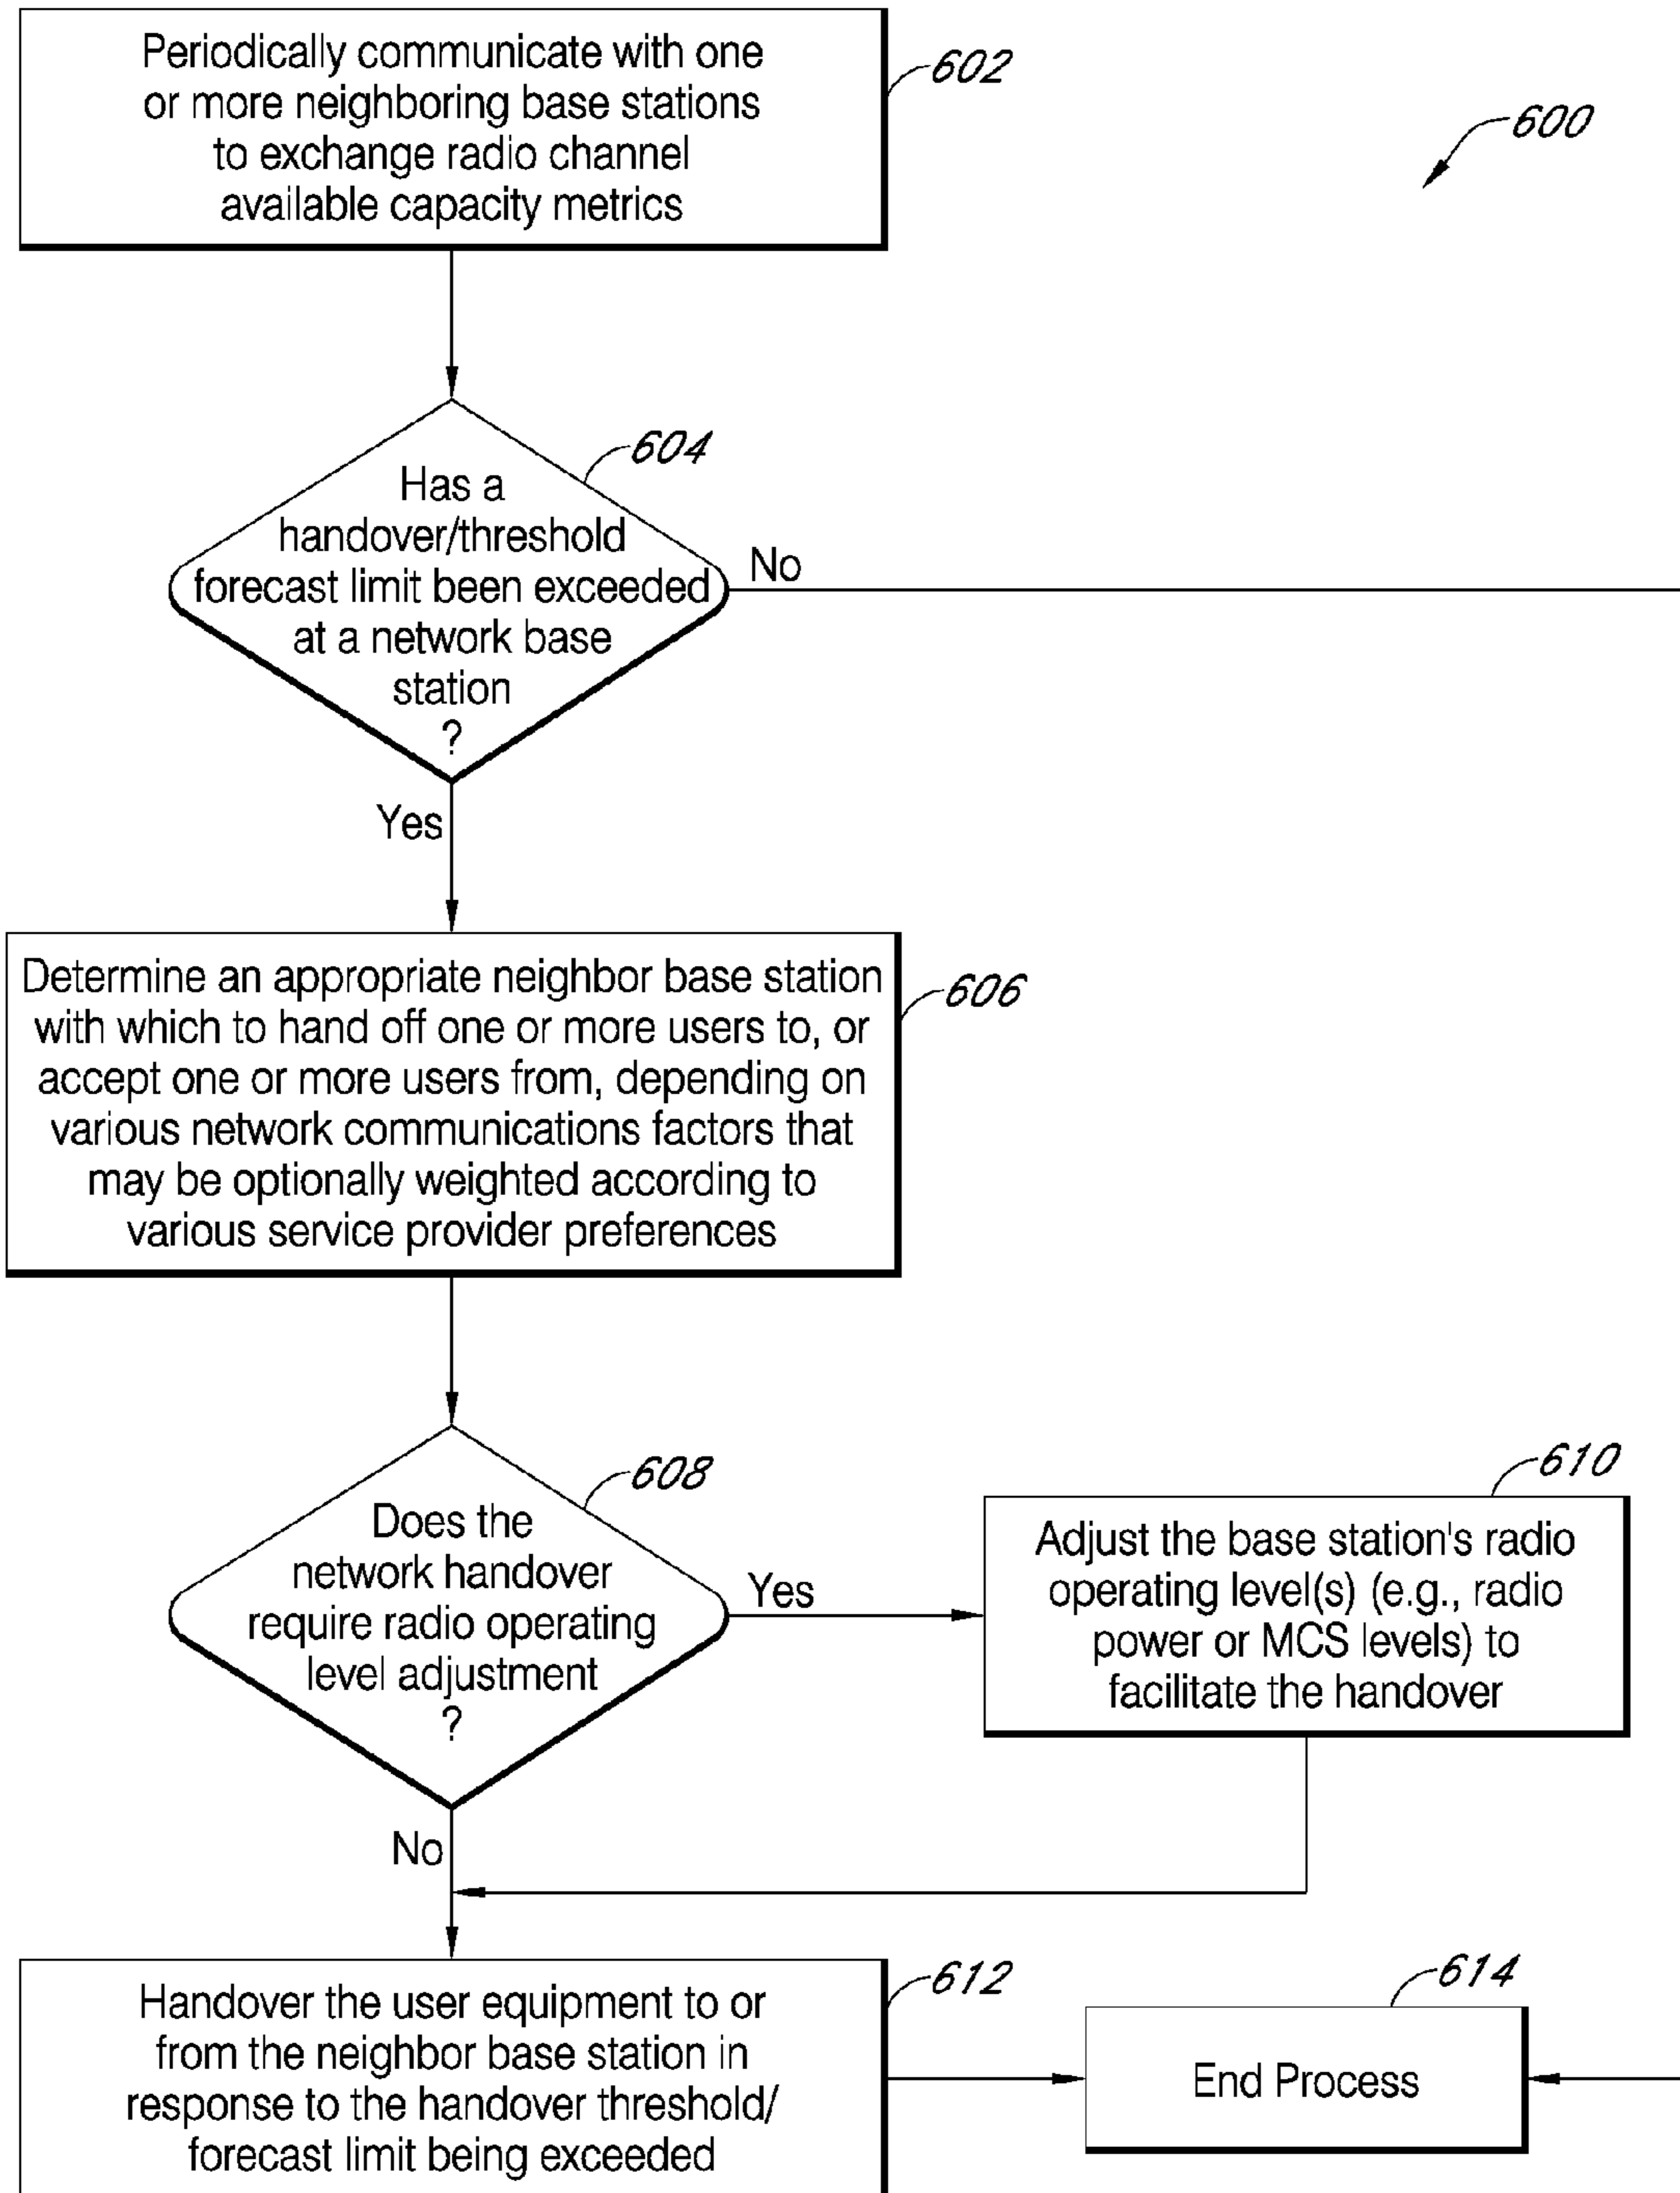 Periodically communicate with one
or more neighboring base stations
to exchange radio channel
available capacity metrics
602
600
604
Has a
handover/threshold
forecast limit been exceeded
at a network base
station
?
No
Yes
Determine an appropriate neighbor base station
with which to hand off one or more users to, or
accept one or more users from, depending on
various network communications factors that
may be optionally weighted according to
various service provider preferences
606
608
Does the
network handover
require radio operating
level adjustment
?
Yes
No
610
Adjust the base station's radio
operating level(s) (e.g., radio
power or MCS levels) to
facilitate the handover
Handover the user equipment to or
from the neighbor base station in
response to the handover threshold/
forecast limit being exceeded
612
614
End Process